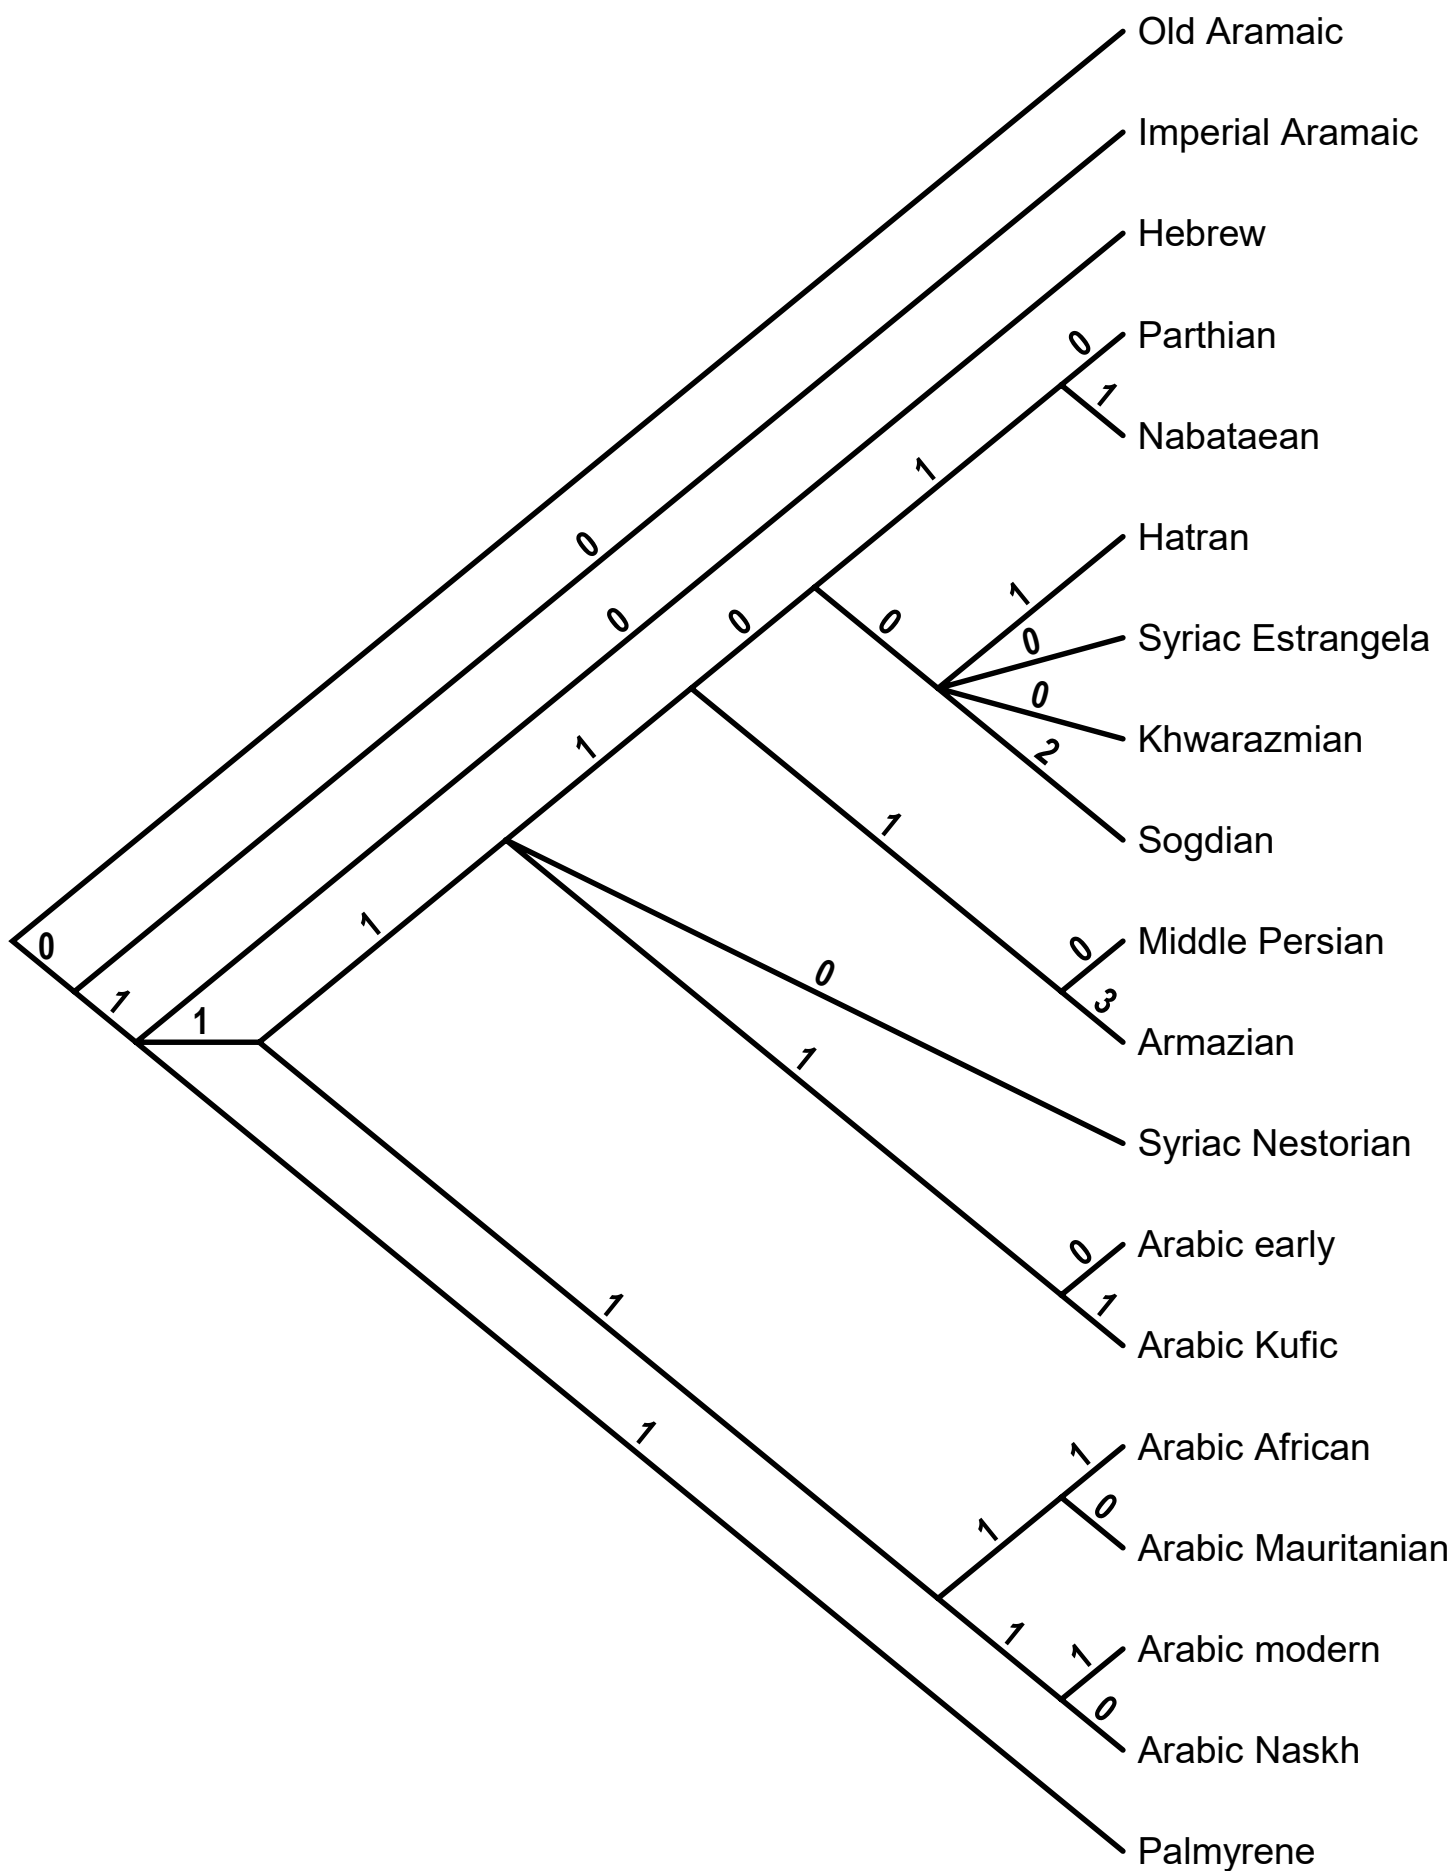 Old Aramaic
Imperial Aramaic
Hebrew
0 Parthian
1
Nabataean
1
Hatran
0
1
0 Syriac Estrangela
0 0 0
0
Khwarazmian
1 2
1 Sogdian
1
0 0 Middle Persian
0
1 3
1 Armazian
1
Syriac Nestorian
0 Arabic early
1 1
Arabic Kufic
1
1 Arabic African
0
1
Arabic Mauritanian
1 1 Arabic modern
0
Arabic Naskh
Palmyrene